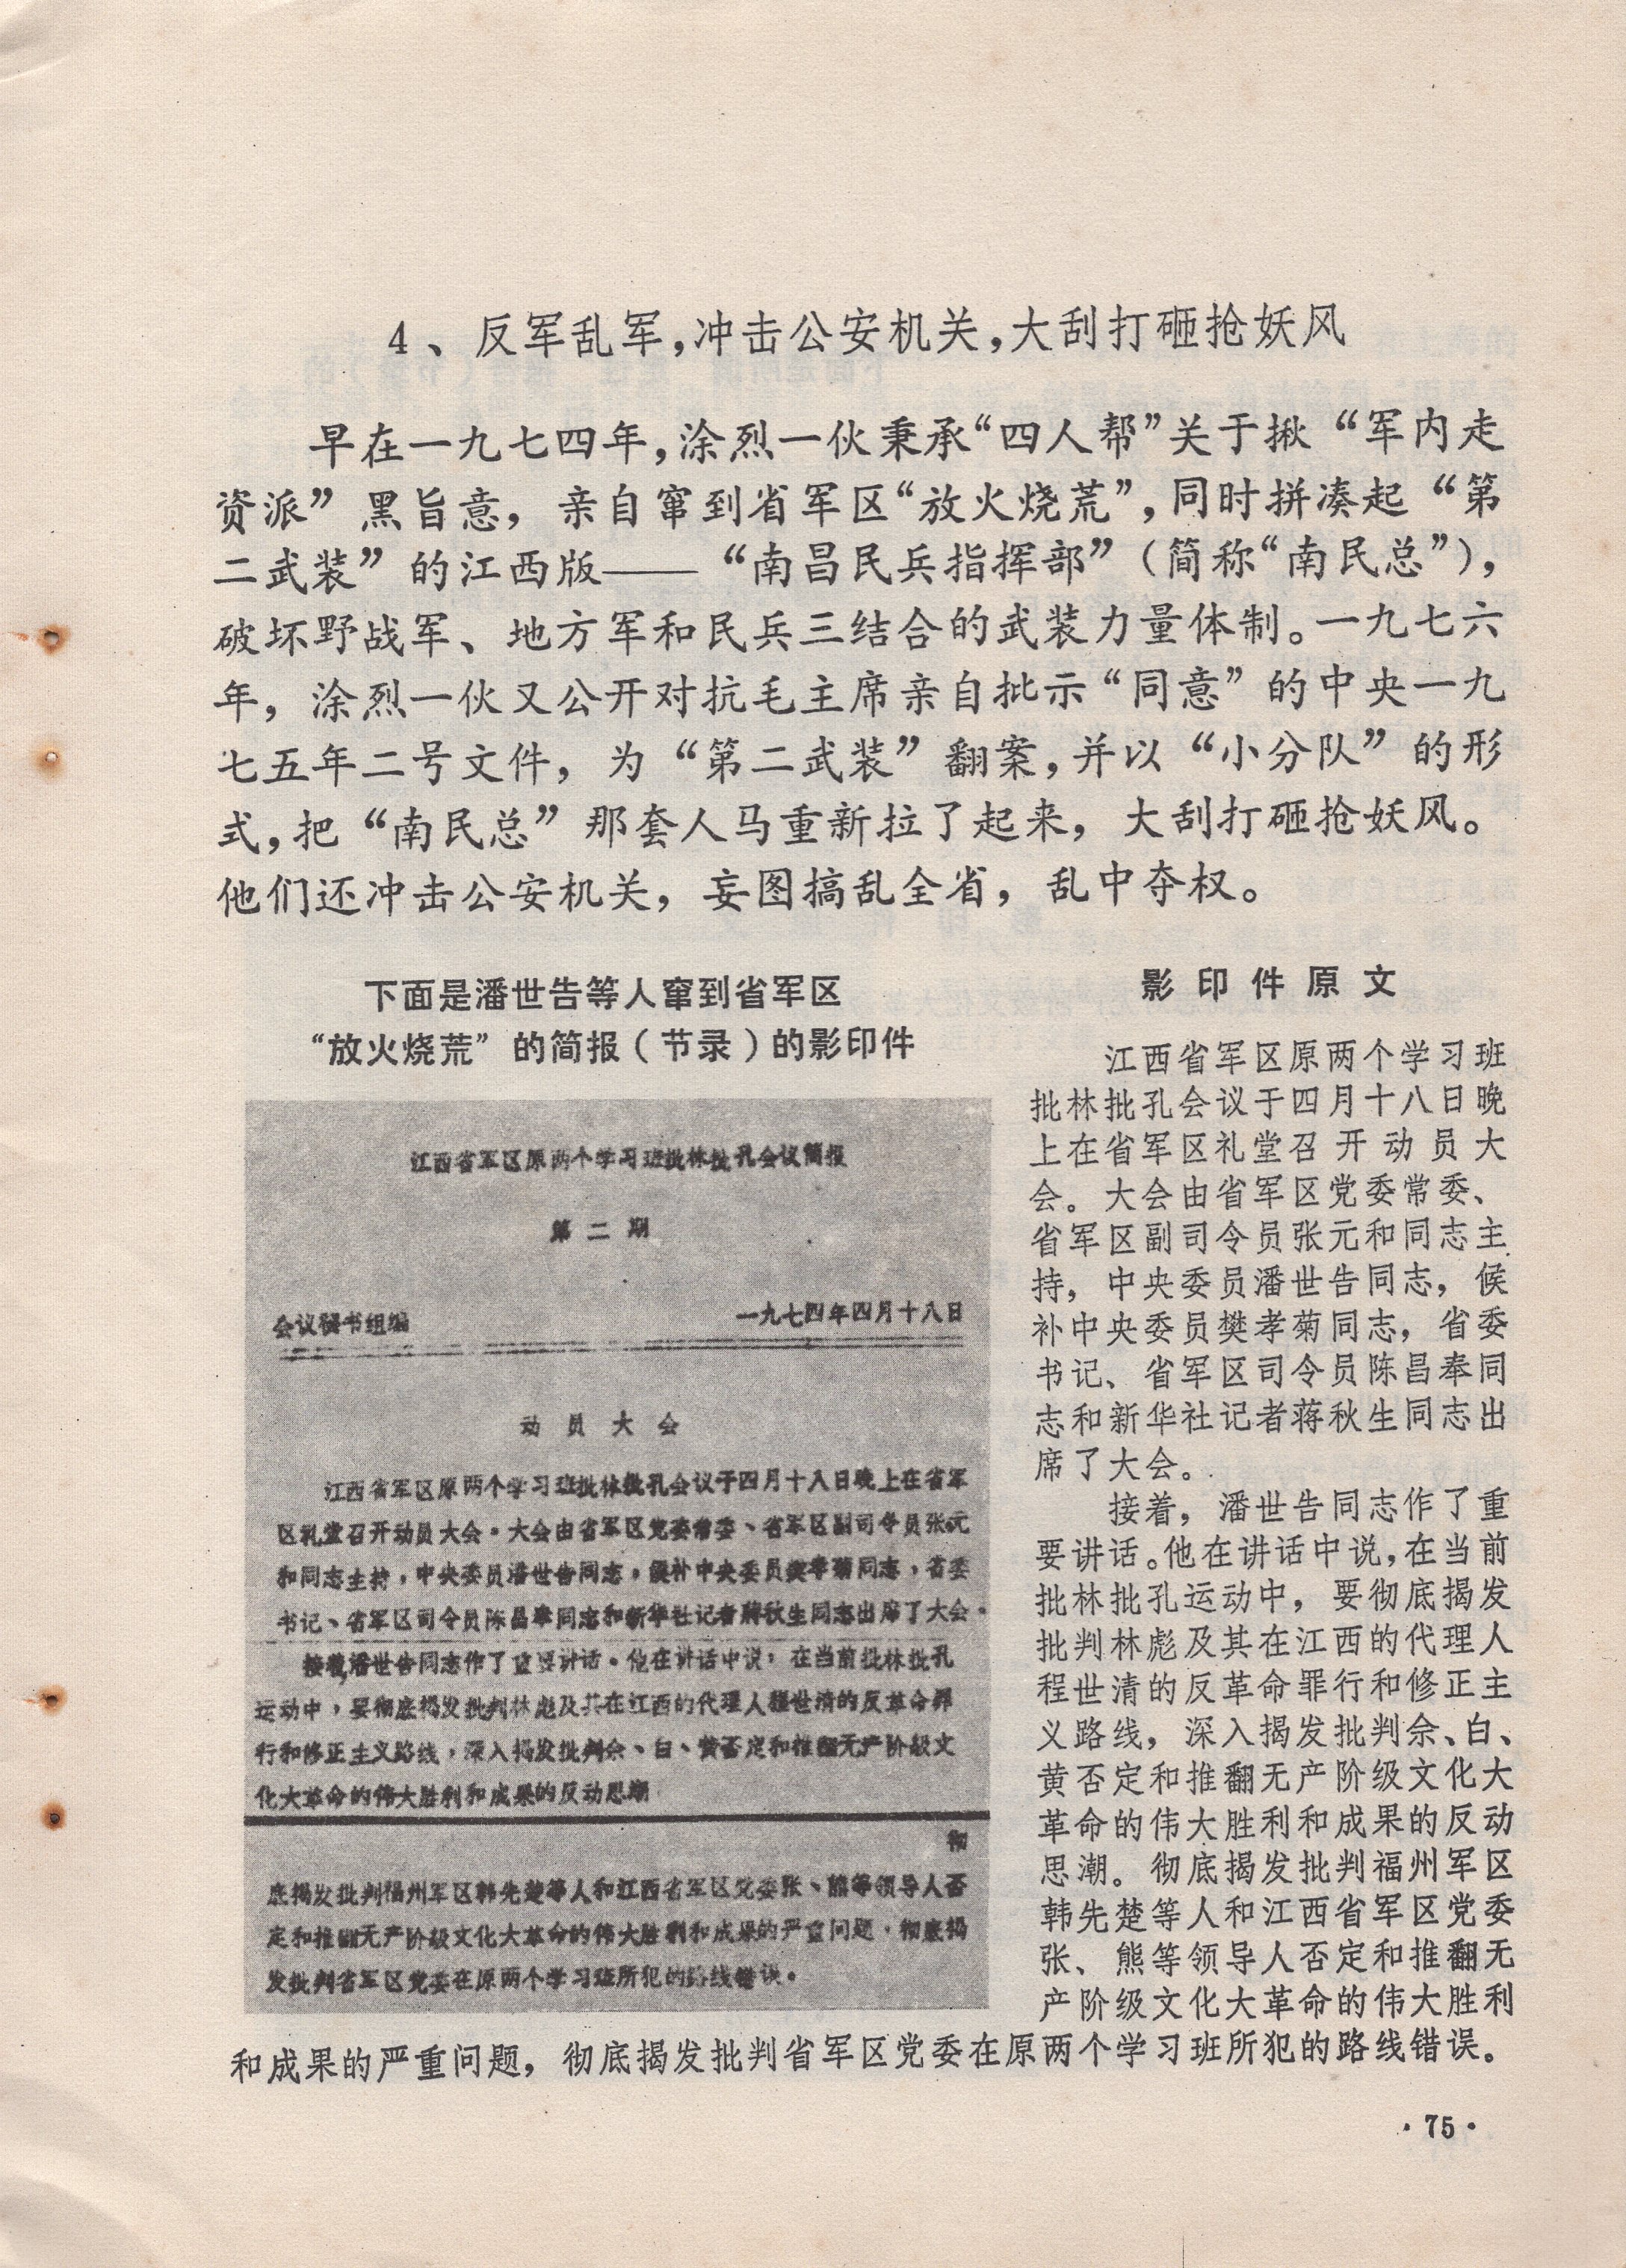 4、反军乱军，冲击公安机关，大刮打砸抢妖风
早在一九七四年，涂烈一伙秉承“四人帮”关于揪“军内走
资派”黑旨意，亲自窜到省军区“放火烧荒”，同时拼凑起“第
二武装”的江西版——“南昌民兵指挥部”（简称“南民总”），
破坏野战军、地方军和民兵三结合的武装力量体制。一九七六
年，涂烈一伙又公开对抗毛主席亲自批示“同意”的中央一九
七五年二号文件，为“第二武装”翻案，并以“小分队”的形
式，把“南民总”那套人马重新拉了起来，大刮打砸抢妖风。
他们还冲击公安机关，妄图搞乱全省，乱中夺权。
下面是潘世告等人窜到省军区
“放火烧荒”的简报（节录）的影印件
江西省军区原两个学习班批林批孔会议简报
第二期
会议秘书组编
一九七四年四月十八日
动员大会
江西省军区原两个学习班批林批孔会议于四月十八日晚上在省军
区礼堂召开动员大会。大会由省军区党委常委、省军区副司令员张元
和同志主持，中央委员潘世告同志，候补中央委员樊孝菊同志，省委
书记、省军区司令员陈昌奉同志和新华社记者蒋秋生同志出席了大会。
接着，潘世告同志作了重要讲话。他在讲话中说：在当前批林批孔
运动中，要彻底揭发批判林彪及其在江西的代理人程世清的反革命罪
行和修正主义路线，深入揭发批判佘、白、黄否定和推翻无产阶级文
化大革命的伟大胜利和成果的反动思潮
彻
底揭发批判福州军区韩先楚等人和江西省军区党委张、熊等领导人否
定和推翻无产阶级文化大革命的伟大胜利和成果的严重问题，彻底揭
发批判省军区党委在原两个学习班所犯的路线错误。
影印件原文
江西省军区原两个学习班
批林批孔会议于四月十八日晚
上在省军区礼堂召开动员大
会。大会由省军区党委常委、
省军区副司令员张元和同志主
持，中央委员潘世告同志，候
补中央委员樊孝菊同志，省委
书记、省军区司令员陈昌奉同
志和新华社记者蒋秋生同志出
席了大会。
接着，潘世告同志作了重
要讲话。他在讲话中说，在当前
批林批孔运动中，要彻底揭发
批判林彪及其在江西的代理人
程世清的反革命罪行和修正主
义路线，深入揭发批判佘、白、
黄否定和推翻无产阶级文化大
革命的伟大胜利和成果的反动
思潮。彻底揭发批判福州军区
韩先楚等人和江西省军区党委
张、熊等领导人否定和推翻无
产阶级文化大革命的伟大胜利
和成果的严重问题，彻底揭发批判省军区党委在原两个学习班所犯的路线错误。
·75·